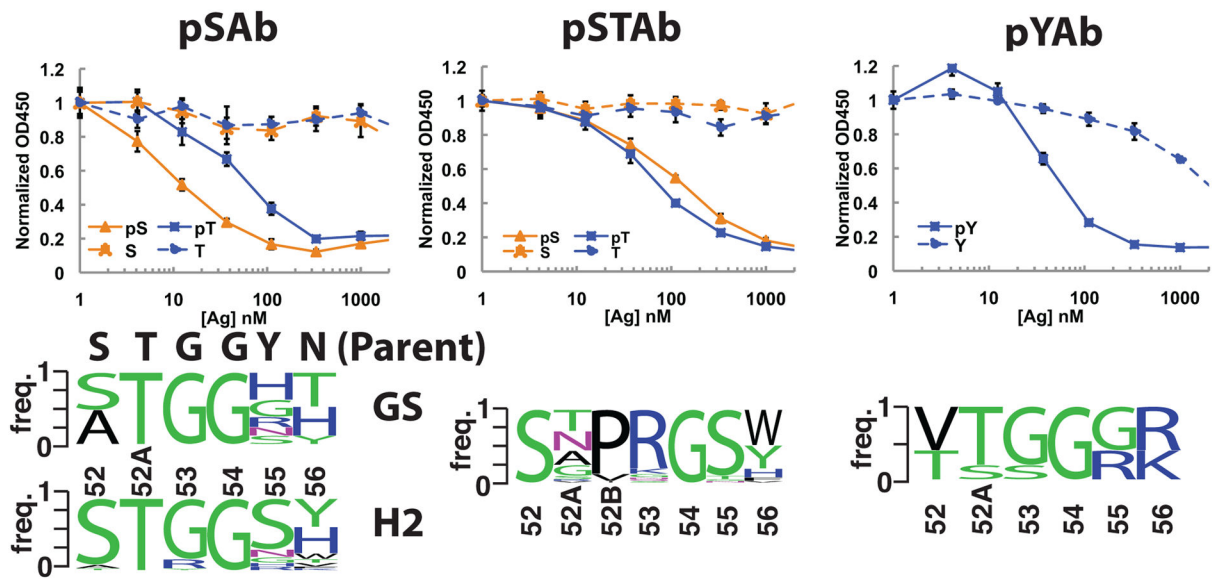 pSAb
pSTAb
pYAb
Normalized OD450
1.2
1
0.8
0.6
0.4
0.2
0
pS
pT
S
T
1 10 100 1000
[Ag] nM
Normalized OD450
1.2
1
0.8
0.6
0.4
0.2
0
pS
pT
S
T
1 10 100 1000
[Ag] nM
Normalized OD450
1.2
1
0.8
0.6
0.4
0.2
0
pY
Y
1 10 100 1000
[Ag] nM
S T G G Y N (Parent)
freq.
1
0
S T G G H T
A G H
R Y
N
S
52 52A 53 54 55 56
GS
freq.
1
0
S T G G S Y
R N H
G W
R T
H2
freq.
1
0
S T P R G S W
N Y
A H
G
52 52A 52B 53 54 55 56
freq.
1
0
V T G G G R
T S S R K
52 52A 53 54 55 56